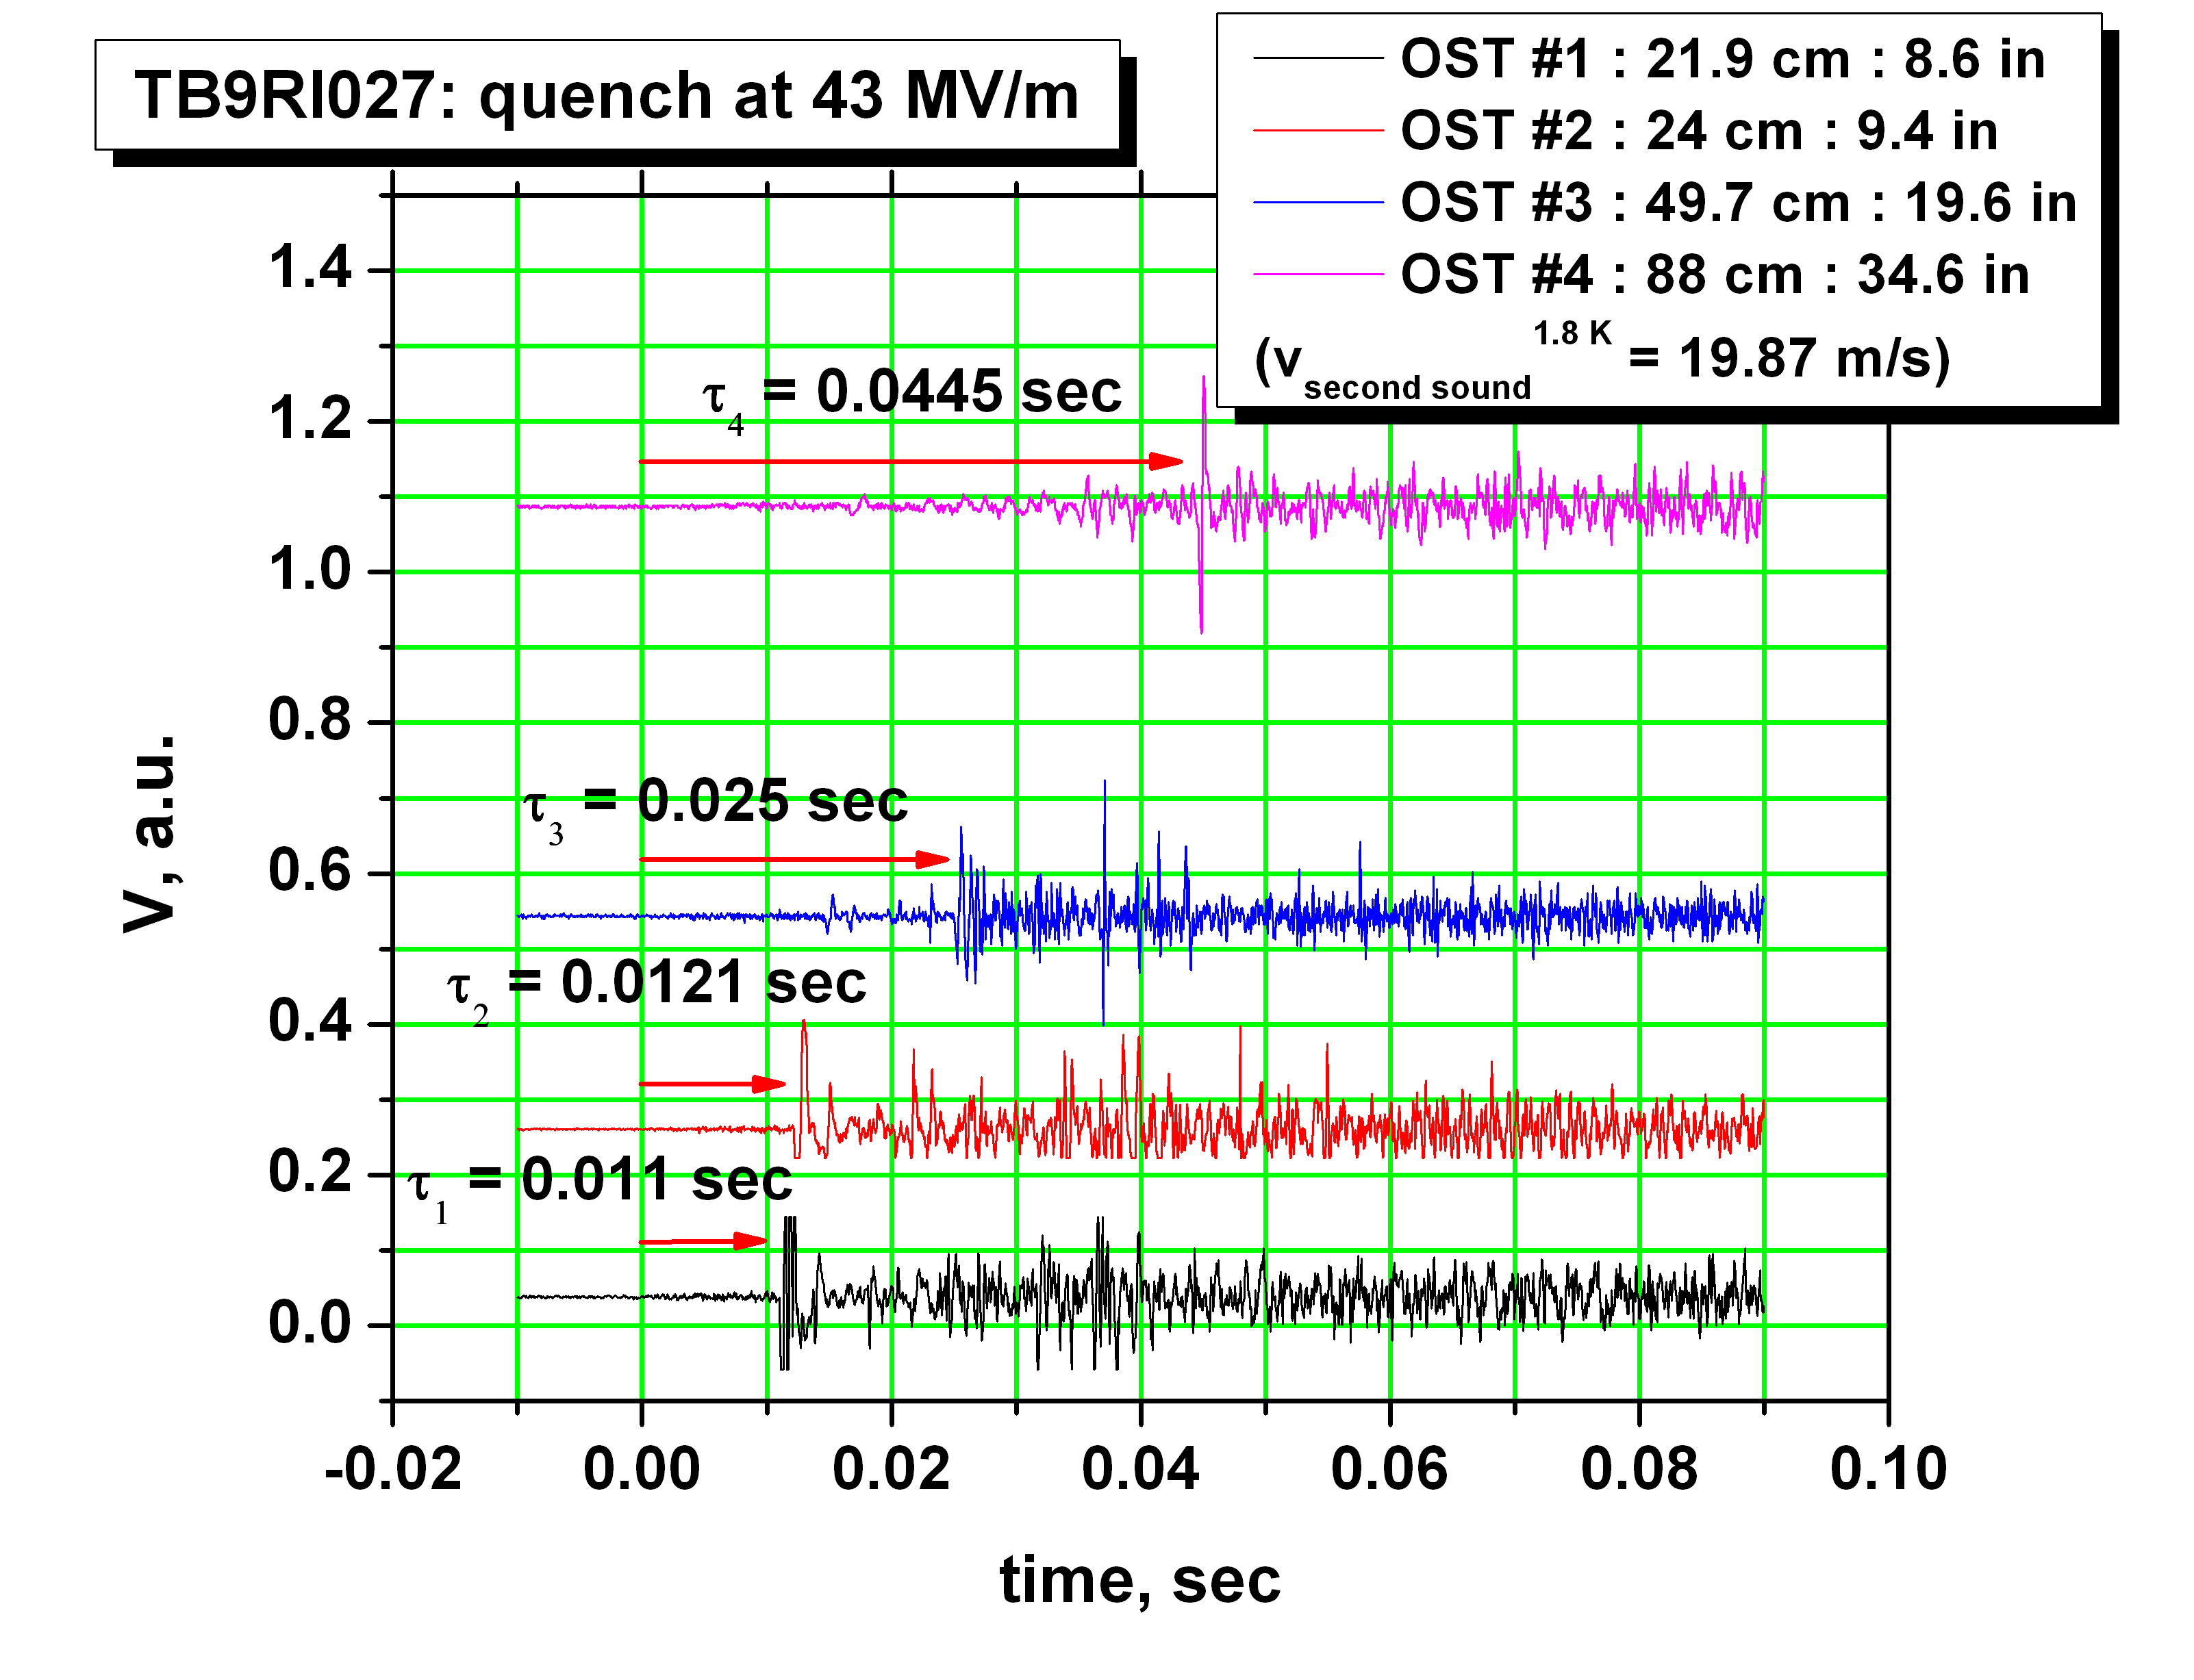 TB9RI027: quench at 43 MV/m
OST #1 : 21.9 cm : 8.6 in
OST #2 : 24 cm : 9.4 in
OST #3 : 49.7 cm : 19.6 in
OST #4 : 88 cm : 34.6 in
(v second sound 1.8 K = 19.87 m/s)
τ4 = 0.0445 sec
τ3 = 0.025 sec
τ2 = 0.0121 sec
τ1 = 0.011 sec
V, a.u.
1.4
1.2
1.0
0.8
0.6
0.4
0.2
0.0
-0.02 0.00 0.02 0.04 0.06 0.08 0.10
time, sec